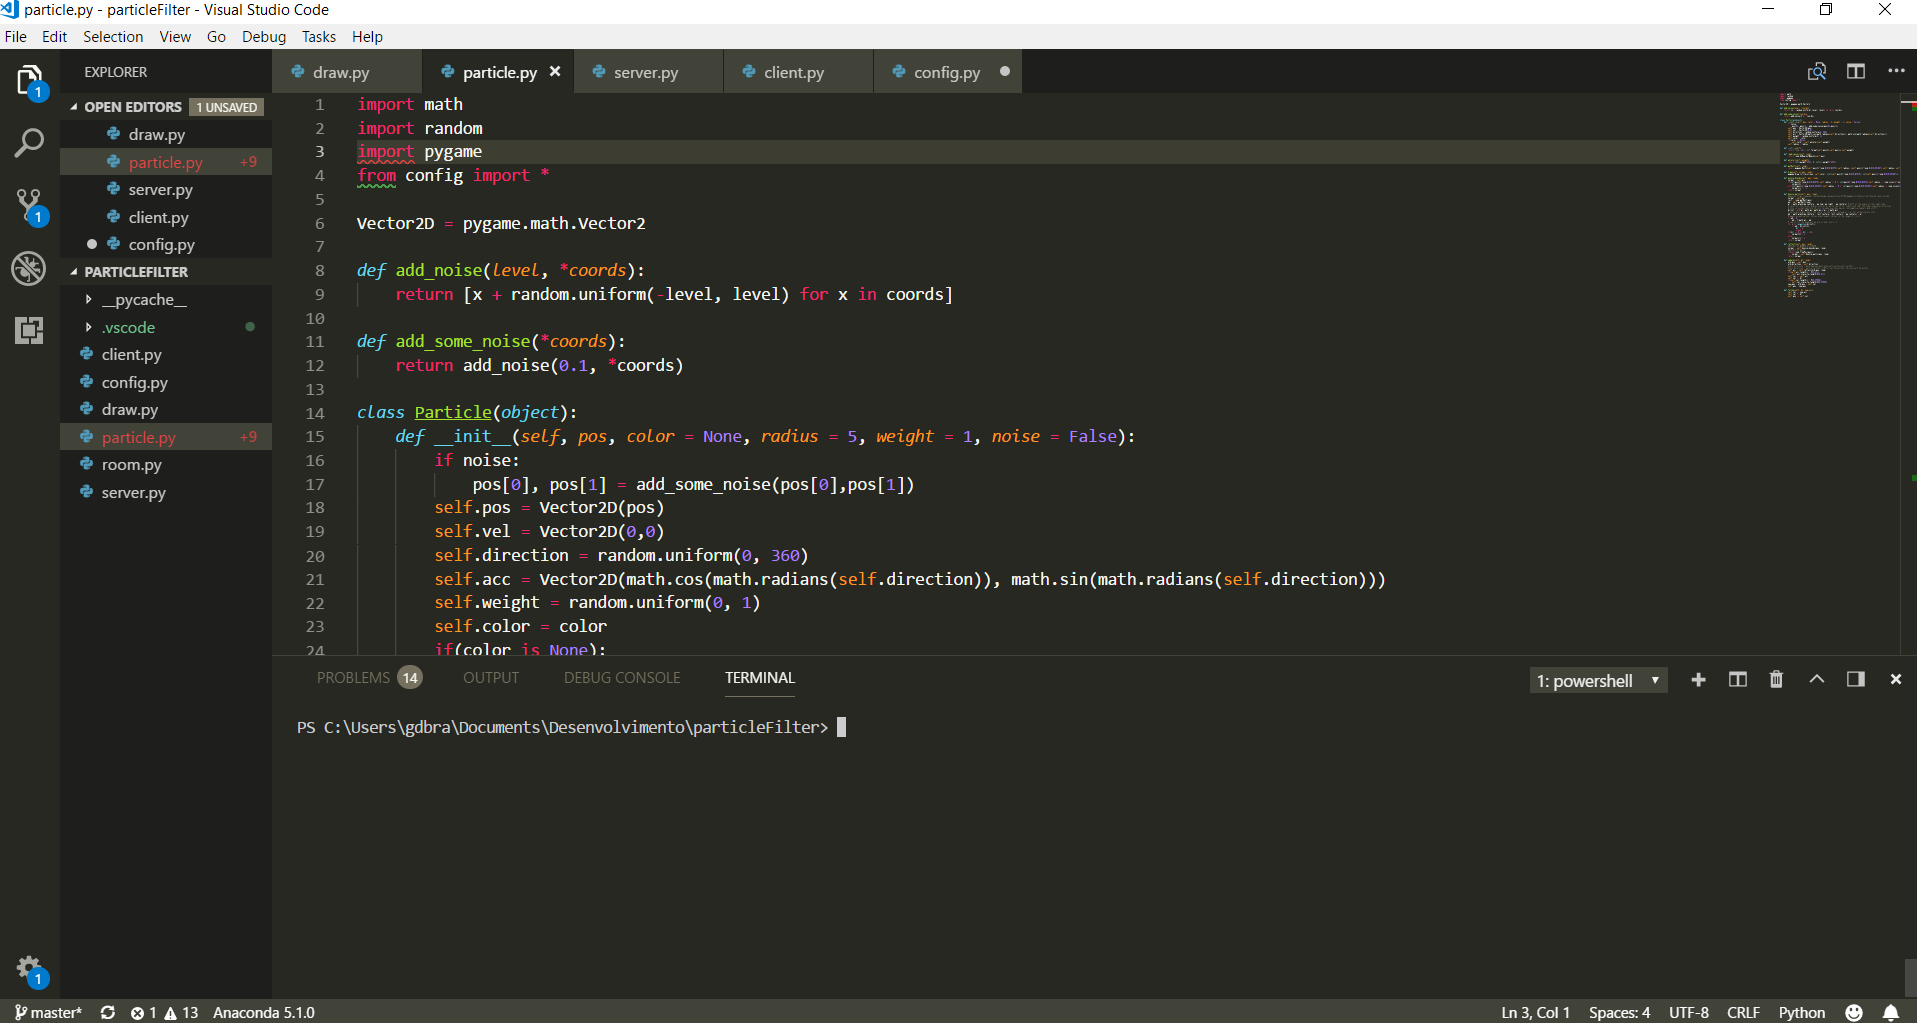 particle.py - particleFilter - Visual Studio Code
File Edit Selection View Go Debug Tasks Help
EXPLORER
OPEN EDITORS 1 UNSAVED
draw.py
particle.py +9
server.py
client.py
config.py
PARTICLEFILTER
__pycache__
.vscode
client.py
config.py
draw.py
particle.py +9
room.py
server.py
1
1
1
draw.py particle.py server.py client.py config.py
1 import math
2 import random
3 import pygame
4 from config import *
5
6 Vector2D = pygame.math.Vector2
7
8 def add_noise(level, *coords):
9 return [x + random.uniform(-level, level) for x in coords]
10
11 def add_some_noise(*coords):
12 return add_noise(0.1, *coords)
13
14 class Particle(object):
15 def __init__(self, pos, color = None, radius = 5, weight = 1, noise = False):
16 if noise:
17 pos[0], pos[1] = add_some_noise(pos[0],pos[1])
18 self.pos = Vector2D(pos)
19 self.vel = Vector2D(0,0)
20 self.direction = random.uniform(0, 360)
21 self.acc = Vector2D(math.cos(math.radians(self.direction)), math.sin(math.radians(self.direction)))
22 self.weight = random.uniform(0, 1)
23 self.color = color
24 if(color is None):
PROBLEMS 14 OUTPUT DEBUG CONSOLE TERMINAL 1: powershell
PS C:\Users\gdbra\Documents\Desenvolvimento\particleFilter>
master* 1 13 Anaconda 5.1.0 Ln 3, Col 1 Spaces: 4 UTF-8 CRLF Python